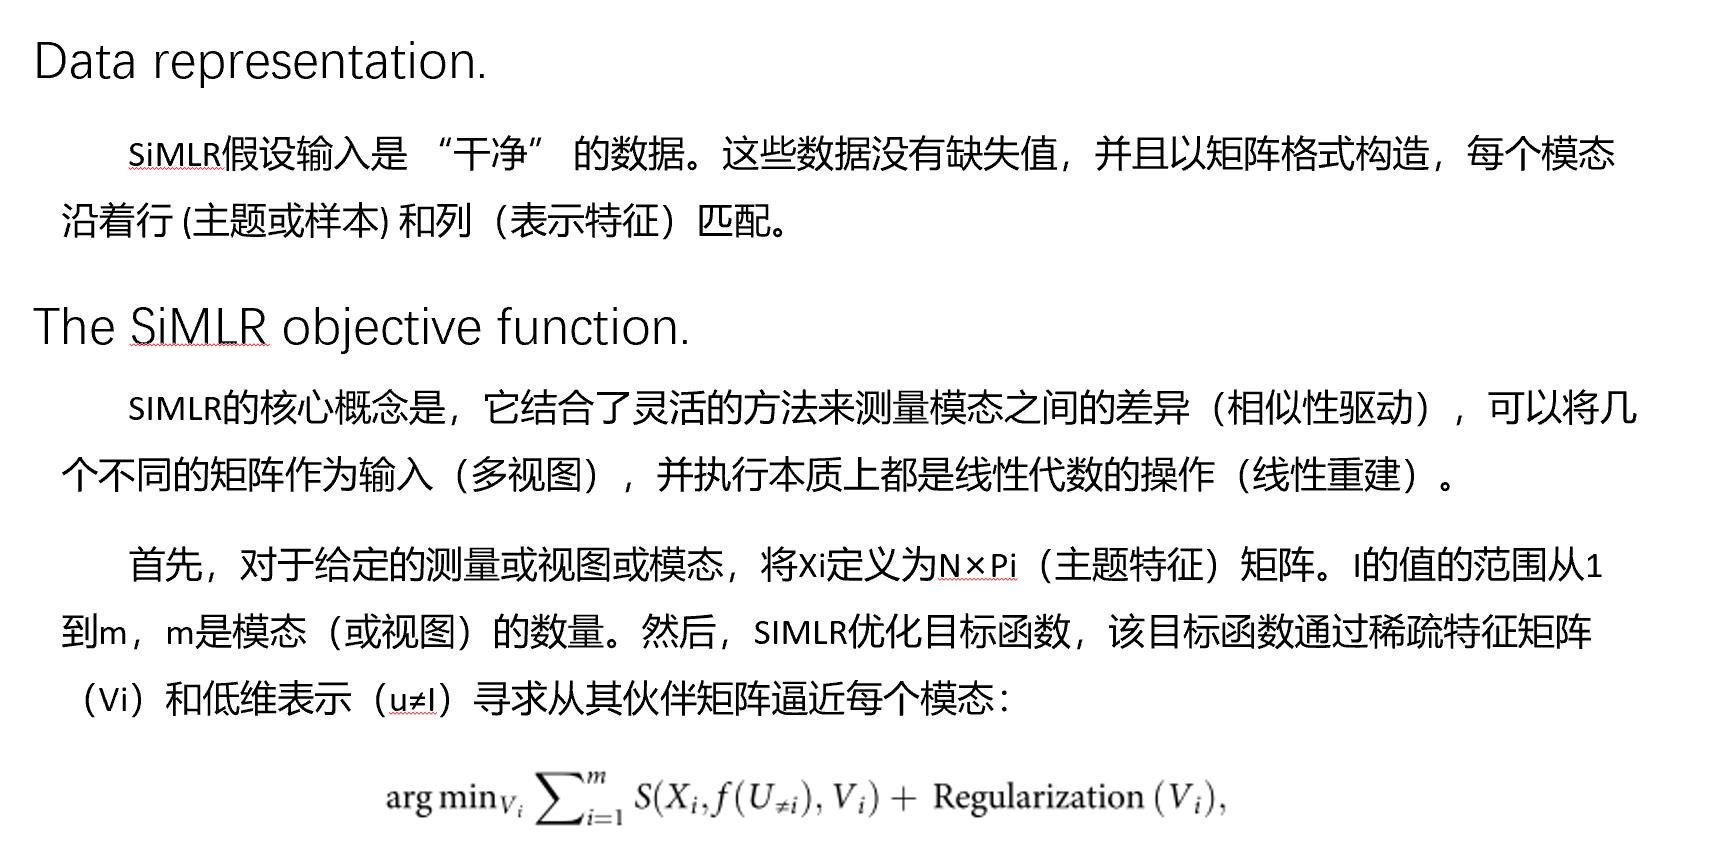 Data representation.
SiMLR假设输入是 “干净” 的数据。这些数据没有缺失值，并且以矩阵格式构造，每个模态
沿着行 (主题或样本) 和列（表示特征）匹配。
The SiMLR objective function.
SIMLR的核心概念是，它结合了灵活的方法来测量模态之间的差异（相似性驱动），可以将几
个不同的矩阵作为输入（多视图），并执行本质上都是线性代数的操作（线性重建）。
首先，对于给定的测量或视图或模态，将Xi定义为N×Pi（主题特征）矩阵。I的值的范围从1
到m，m是模态（或视图）的数量。然后，SIMLR优化目标函数，该目标函数通过稀疏特征矩阵
（Vi）和低维表示（u≠I）寻求从其伙伴矩阵逼近每个模态：
arg min_{V_i} ∑_{i=1}^{m} S(X_i, f(U_{≠i}), V_i) + Regularization (V_i),